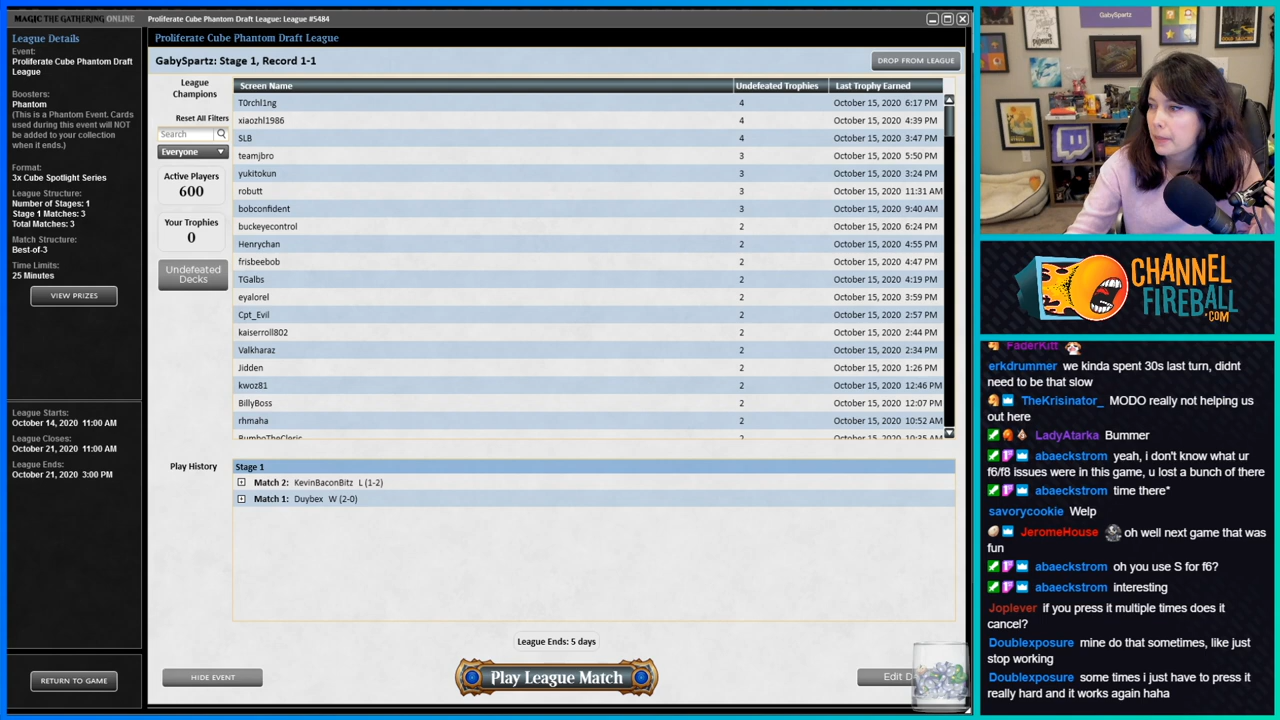 MAGIC THE GATHERING ONLINE
Proliferate Cube Phantom Draft League: League #5484
League Details
Event:
Proliferate Cube Phantom Draft
League
Boosters:
Phantom
(This is a Phantom Event. Cards
used during this event will NOT
be added to your collection
when it ends.)
Format:
3x Cube Spotlight Series
League Structure:
Number of Stages: 1
Stage 1 Matches: 3
Total Matches: 3
Match Structure:
Best-of-3
Time Limits:
25 Minutes
VIEW PRIZES
League Starts:
October 14, 2020 11:00 AM
League Closes:
October 21, 2020 11:00 AM
League Ends:
October 21, 2020 3:00 PM
RETURN TO GAME
Proliferate Cube Phantom Draft League
GabySpartz: Stage 1, Record 1-1
DROP FROM LEAGUE
League
Champions
Reset All Filters
Search
Everyone
Active Players
600
Your Trophies
0
Undefeated
Decks
Screen Name Undefeated Trophies Last Trophy Earned
T0rchl1ng 4 October 15, 2020 6:17 PM
xiaozhl1986 4 October 15, 2020 4:39 PM
SLB 4 October 15, 2020 3:47 PM
teamjbro 3 October 15, 2020 5:50 PM
yukitokun 3 October 15, 2020 3:24 PM
robutt 3 October 15, 2020 11:31 AM
bobconfident 3 October 15, 2020 9:40 AM
buckeyecontrol 2 October 15, 2020 6:24 PM
Henrychan 2 October 15, 2020 4:55 PM
frisbeebob 2 October 15, 2020 4:47 PM
TGalbs 2 October 15, 2020 4:19 PM
eyalorel 2 October 15, 2020 3:59 PM
Cpt_Evil 2 October 15, 2020 2:57 PM
kaiserroll802 2 October 15, 2020 2:44 PM
Valkharaz 2 October 15, 2020 2:34 PM
Jidden 2 October 15, 2020 1:26 PM
kwoz81 2 October 15, 2020 12:46 PM
BillyBoss 2 October 15, 2020 12:07 PM
rhmaha 2 October 15, 2020 10:52 AM
BumboTheCleric 2 October 15, 2020 10:35 AM
Play History
Stage 1
Match 2: KevinBaconBitz L (1-2)
Match 1: Duybex W (2-0)
League Ends: 5 days
HIDE EVENT
Play League Match
Edit D
GabySpartz
CHANNEL
FIREBALL
.COM
FaderKitt
erkdrummer we kinda spent 30s last turn, didnt
need to be that slow
TheKrisinator_ MODO really not helping us
out here
LadyAtarka Bummer
abaeckstrom yeah, i don't know what ur
f6/f8 issues were in this game, u lost a bunch of there
abaeckstrom time there*
savorycookie Welp
JeromeHouse oh well next game that was
fun
abaeckstrom oh you use S for f6?
abaeckstrom interesting
Joplever if you press it multiple times does it
cancel?
Doublexposure mine do that sometimes, like just
stop working
Doublexposure some times i just have to press it
really hard and it works again haha